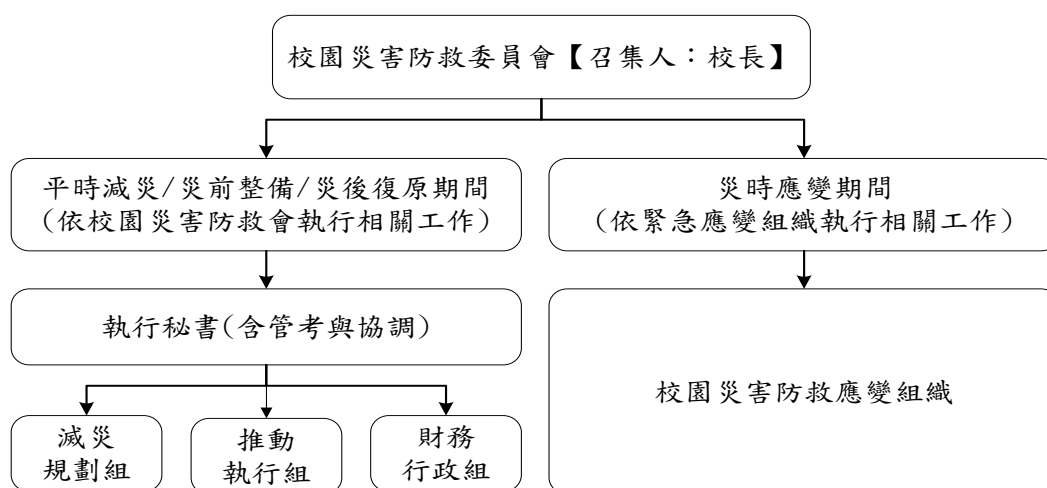 校園災害防救委員會【召集人：校長】
平時減災/災前整備/災後復原期間
(依校園災害防救會執行相關工作)
災時應變期間
(依緊急應變組織執行相關工作)
執行秘書(含管考與協調)
校園災害防救應變組織
減災
規劃組
推動
執行組
財務
行政組